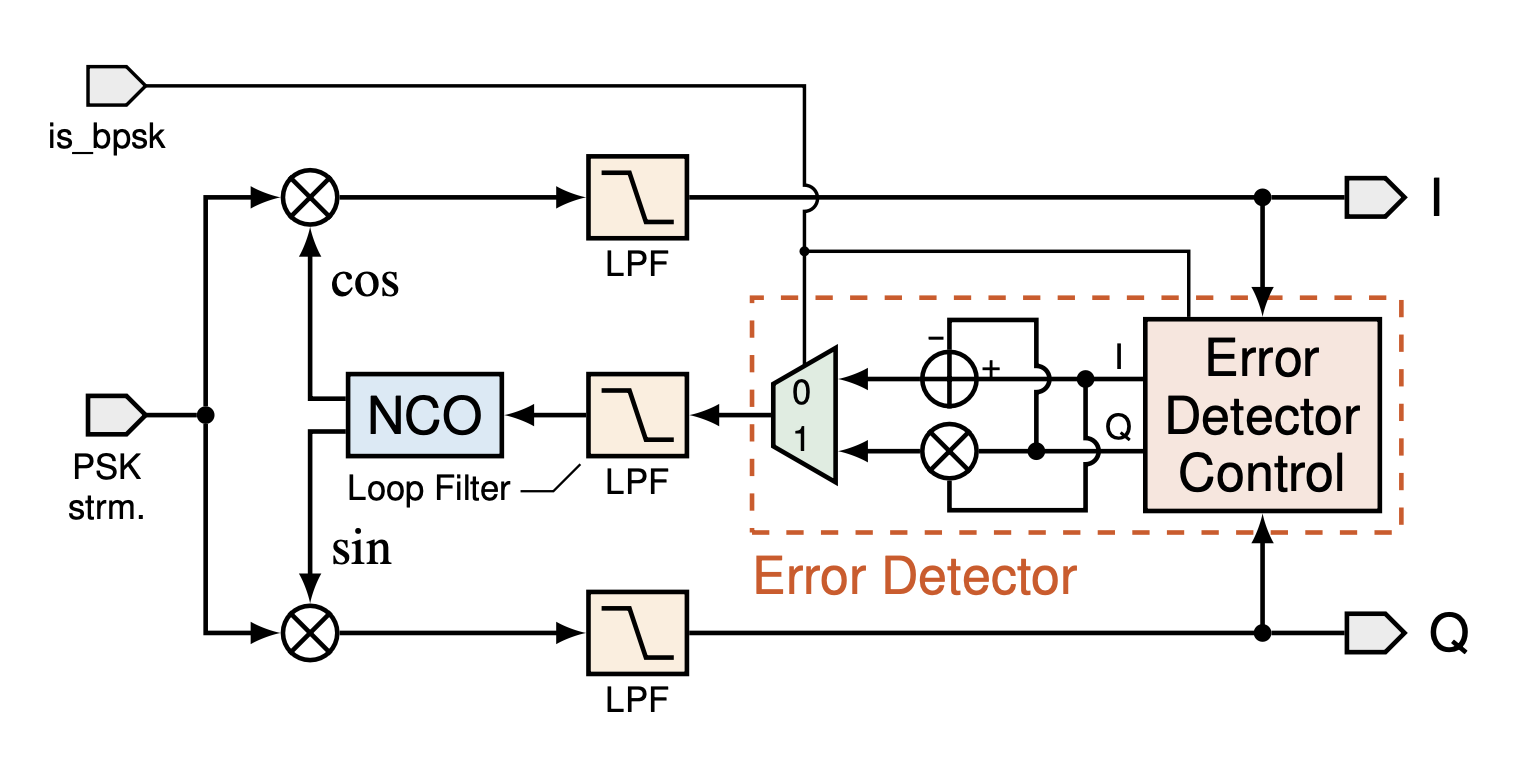 is_bpsk
LPF
I
cos
−
+
I
Error
Detector
Control
0
1
Q
NCO
PSK
strm.
Loop Filter
LPF
sin
Error Detector
LPF
Q